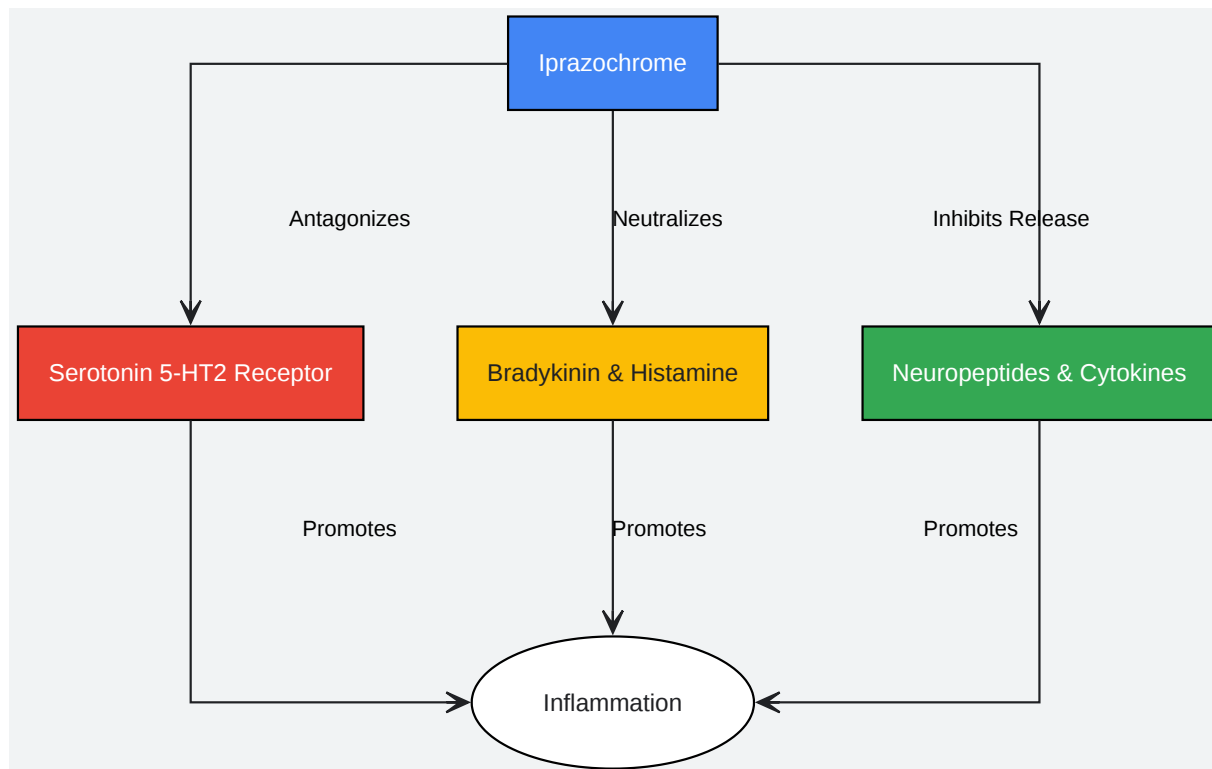 Iprazochrome
Antagonizes
Neutralizes
Inhibits Release
Serotonin 5-HT2 Receptor
Bradykinin & Histamine
Neuropeptides & Cytokines
Promotes
Promotes
Promotes
Inflammation